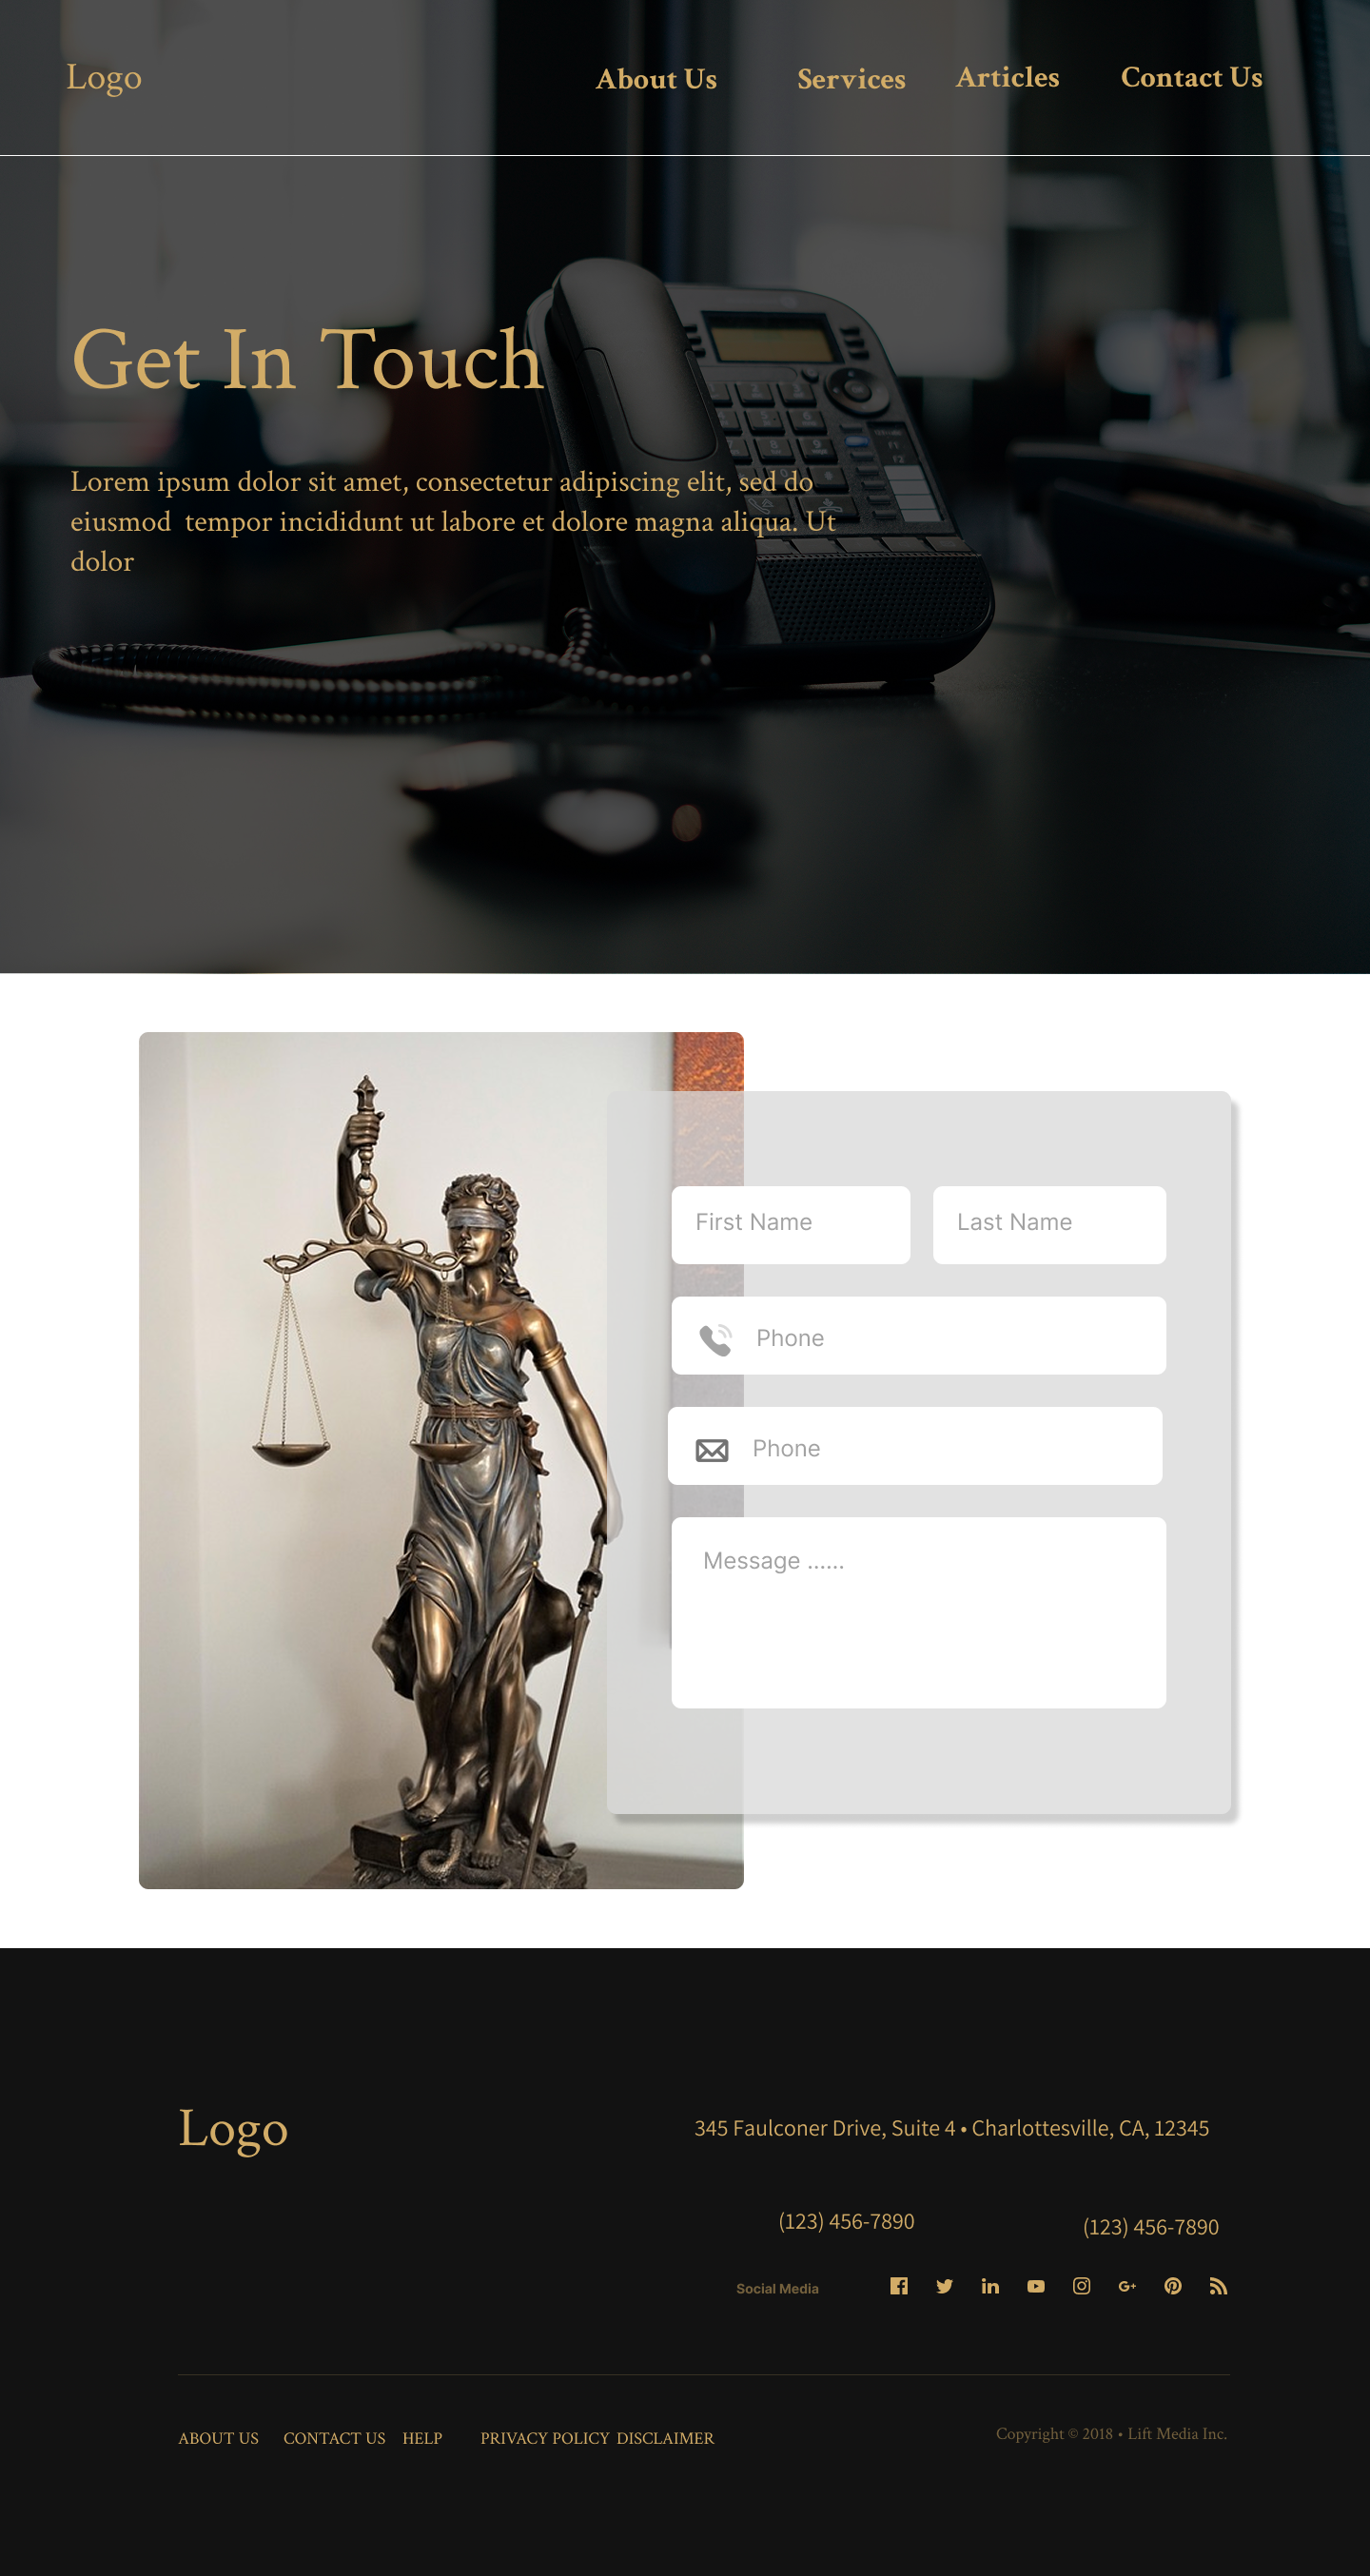 Logo
About Us
Services
Articles
Contact Us
Get In Touch
Lorem ipsum dolor sit amet, consectetur adipiscing elit, sed do
eiusmod  tempor incididunt ut labore et dolore magna aliqua. Ut
dolor
First Name
Last Name
Phone
Phone
Message ......
Logo
345 Faulconer Drive, Suite 4 • Charlottesville, CA, 12345
(123) 456-7890
(123) 456-7890
Social Media
ABOUT US
CONTACT US
HELP
PRIVACY POLICY
DISCLAIMER
Copyright © 2018 • Lift Media Inc.